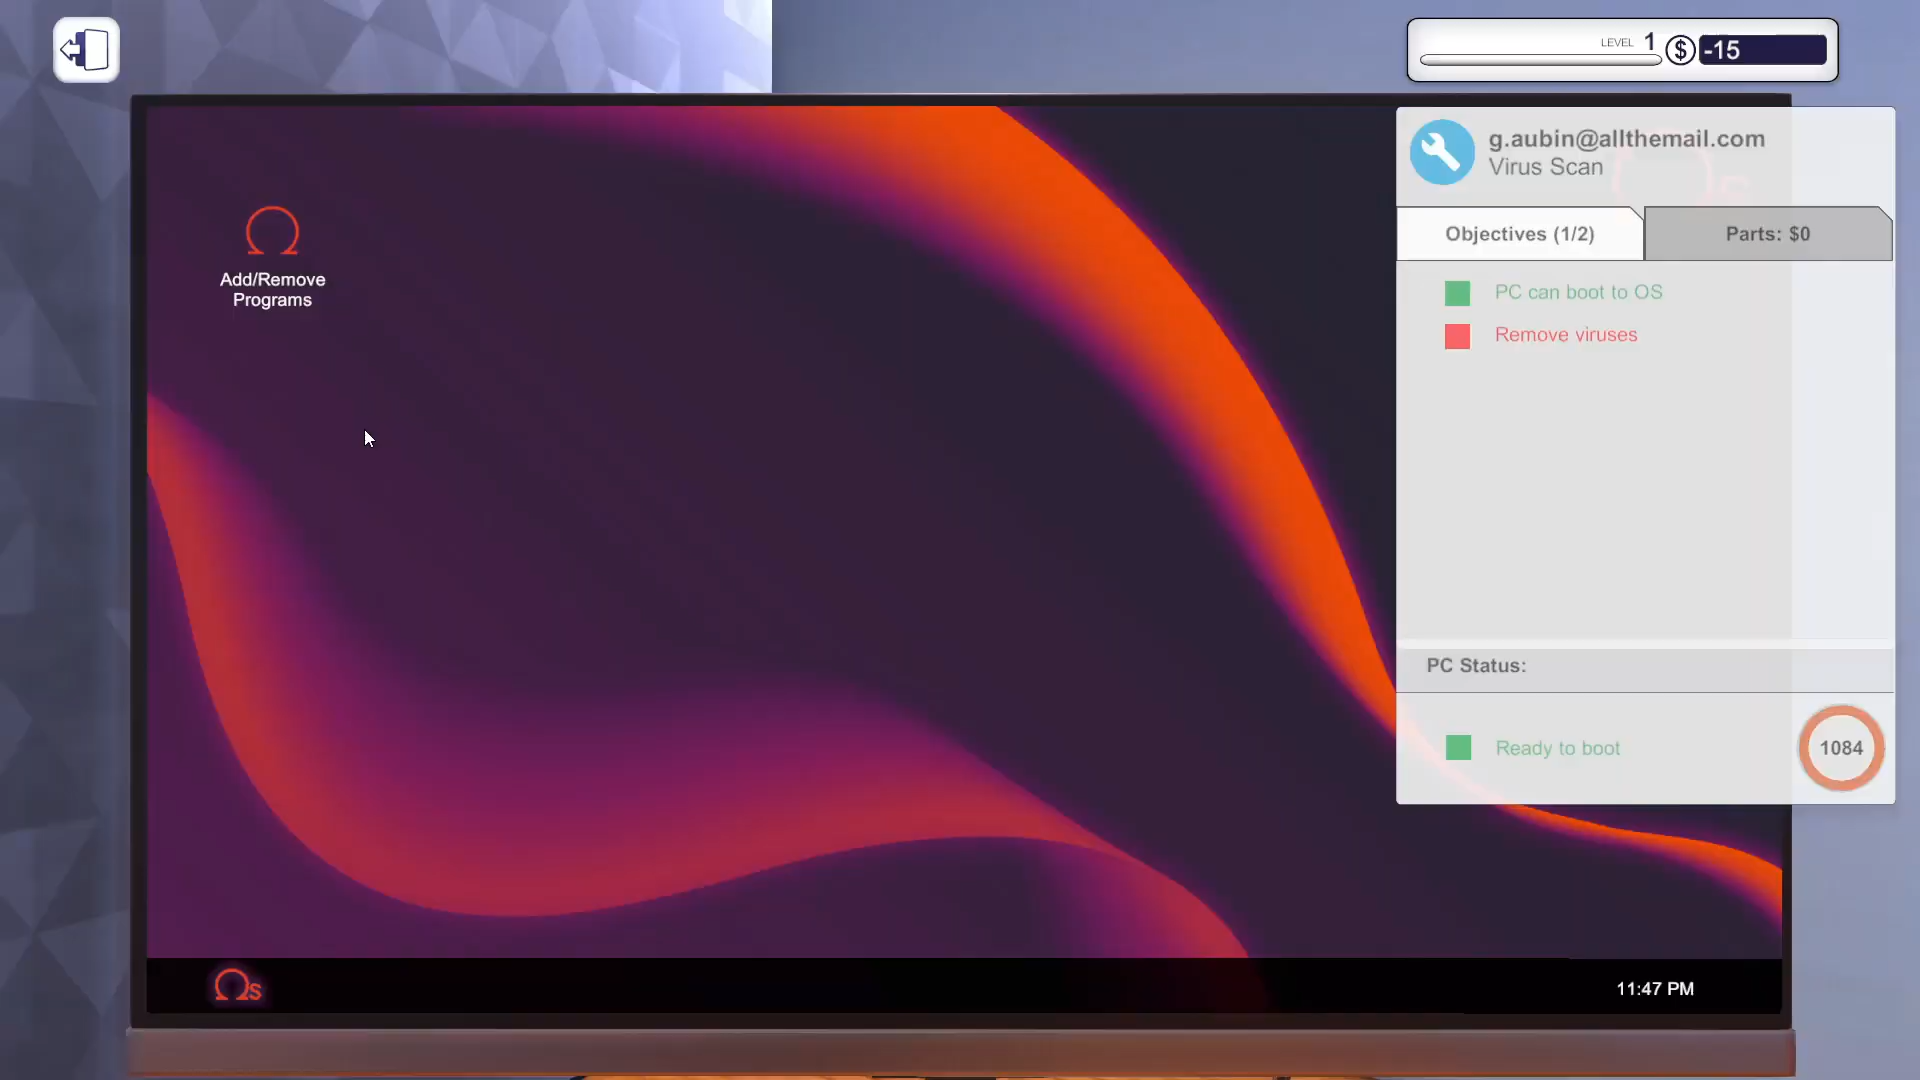 LEVEL 1 $ -15
g.aubin@allthemail.com
Virus Scan
Objectives (1/2)
Parts: $0
PC can boot to OS
Remove viruses
PC Status:
Ready to boot
1084
Add/Remove
Programs
Ωs
11:47 PM